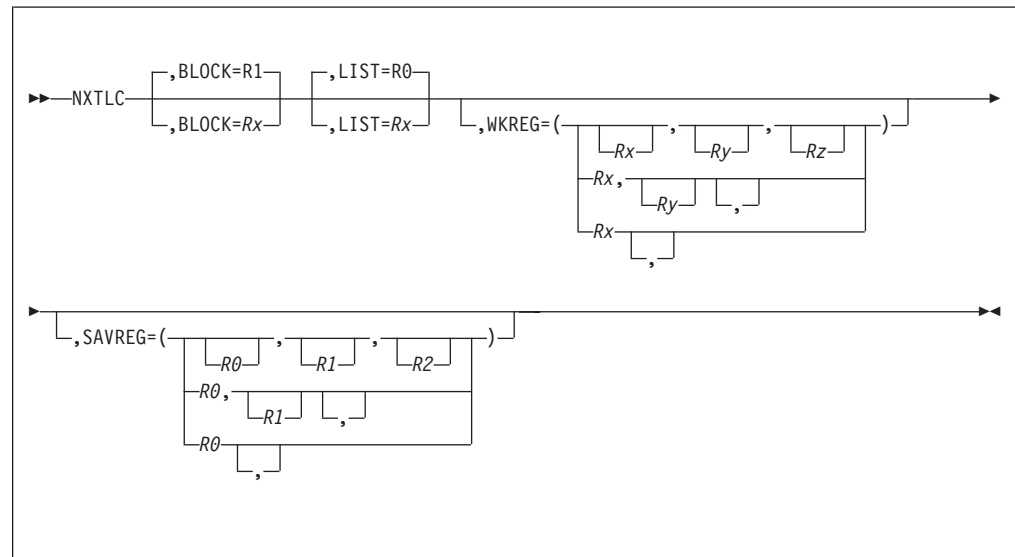 ,BLOCK=R1 ,LIST=R0
NXTLC
,BLOCK=Rx ,LIST=Rx ,WKREG=( , , )
Rx Ry Rz
Rx,
Ry ,
Rx
,
,SAVREG=( , , )
R0 R1 R2
R0,
R1 ,
R0
,